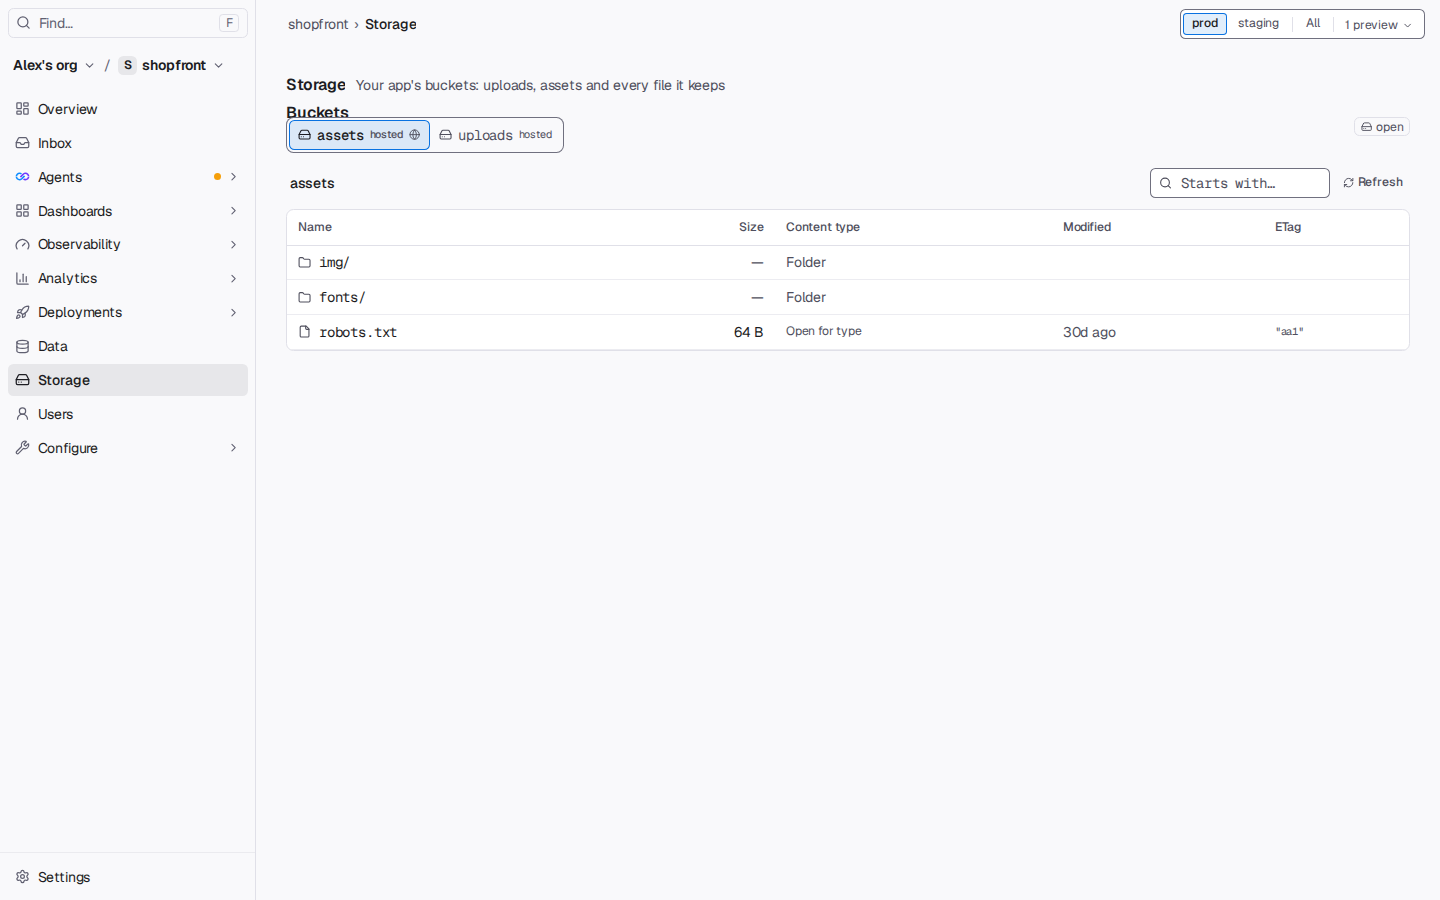 Find... F
Alex's org / S shopfront
Overview
Inbox
Agents
Dashboards
Observability
Analytics
Deployments
Data
Storage
Users
Configure
Settings
shopfront › Storage
prod staging All 1 preview
Storage Your app's buckets: uploads, assets and every file it keeps
Buckets
assets hosted uploads hosted
open
assets
Starts with… Refresh
Name Size Content type Modified ETag
img/ — Folder
fonts/ — Folder
robots.txt 64 B Open for type 30d ago "aa1"